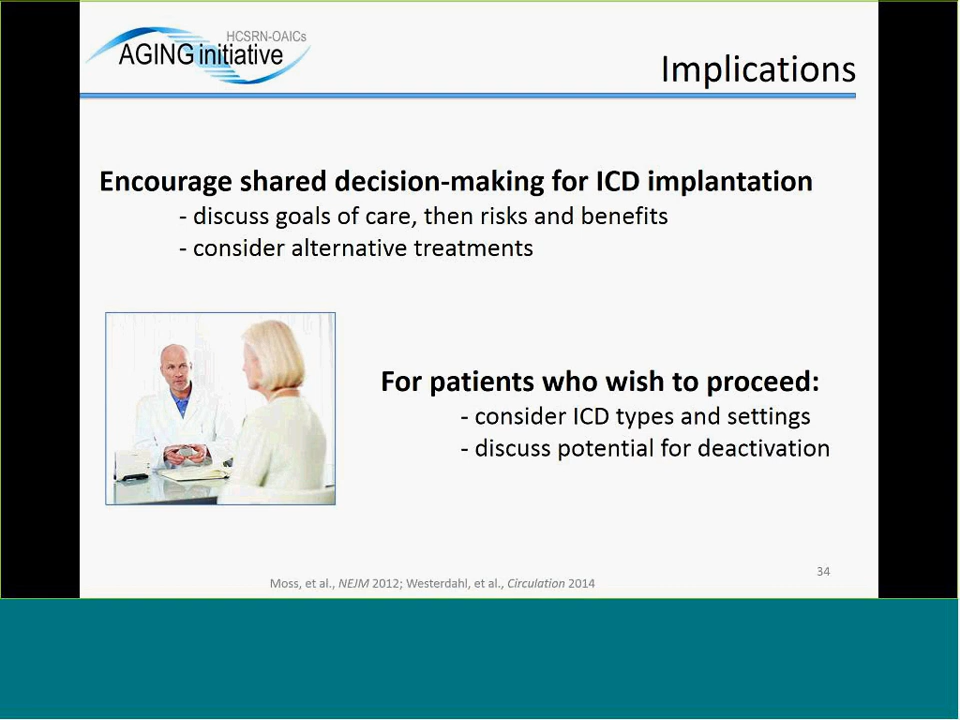 HCSRN-OAICs
AGING initiative
Implications
Encourage shared decision-making for ICD implantation
- discuss goals of care, then risks and benefits
- consider alternative treatments
For patients who wish to proceed:
- consider ICD types and settings
- discuss potential for deactivation
34
Moss, et al., NEJM 2012; Westerdahl, et al., Circulation 2014